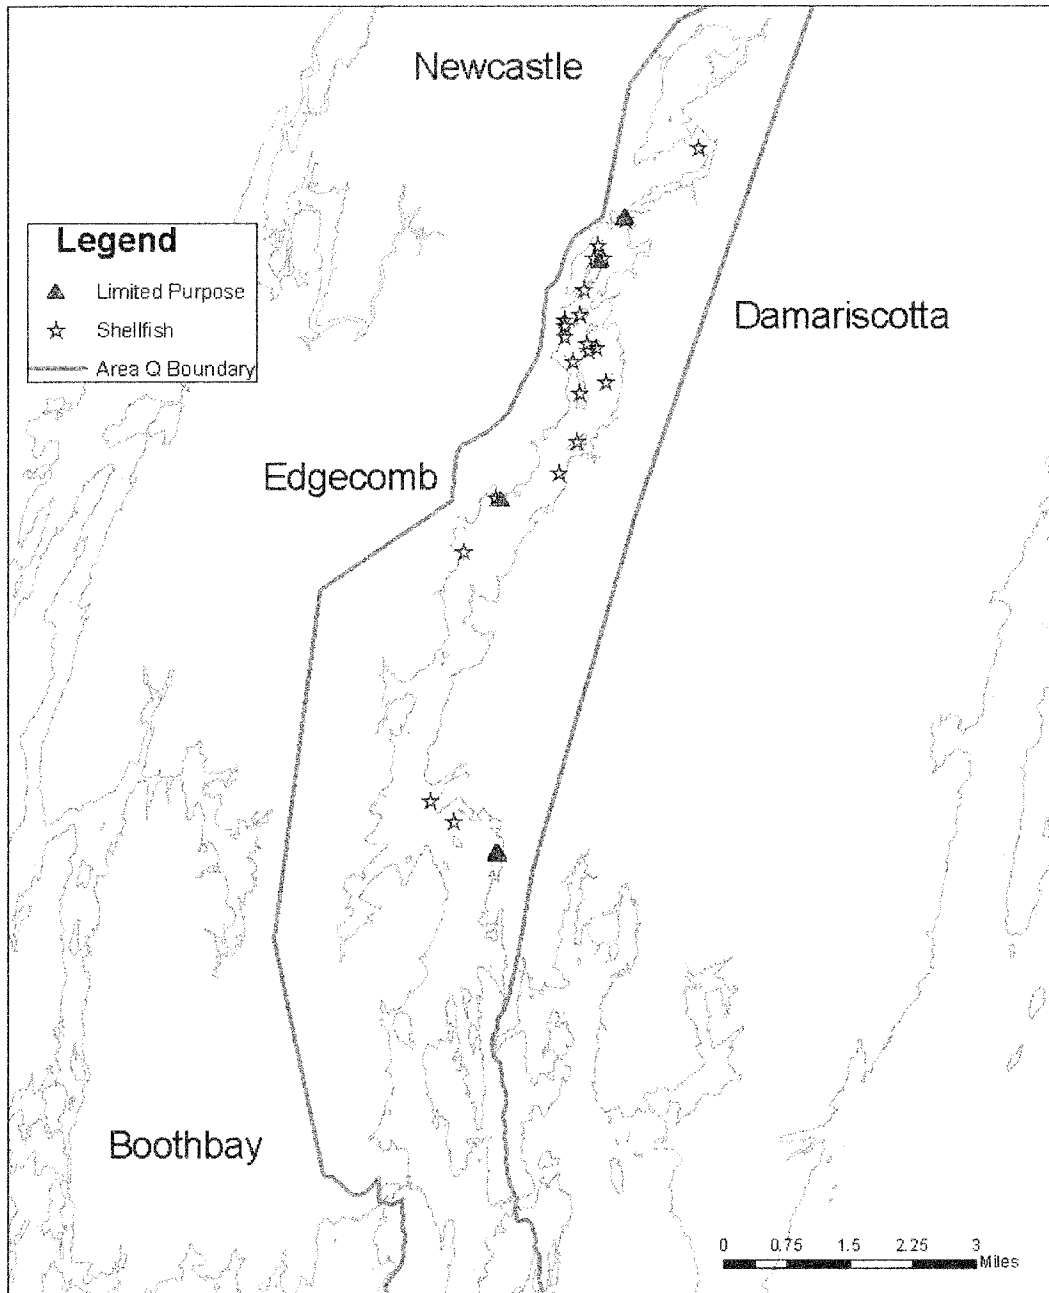 Newcastle
Legend
Limited Purpose
Shellfish
Area Q Boundary
Damariscotta
Edgecomb
Boothbay
0 0.75 1.5 2.25 3
Miles